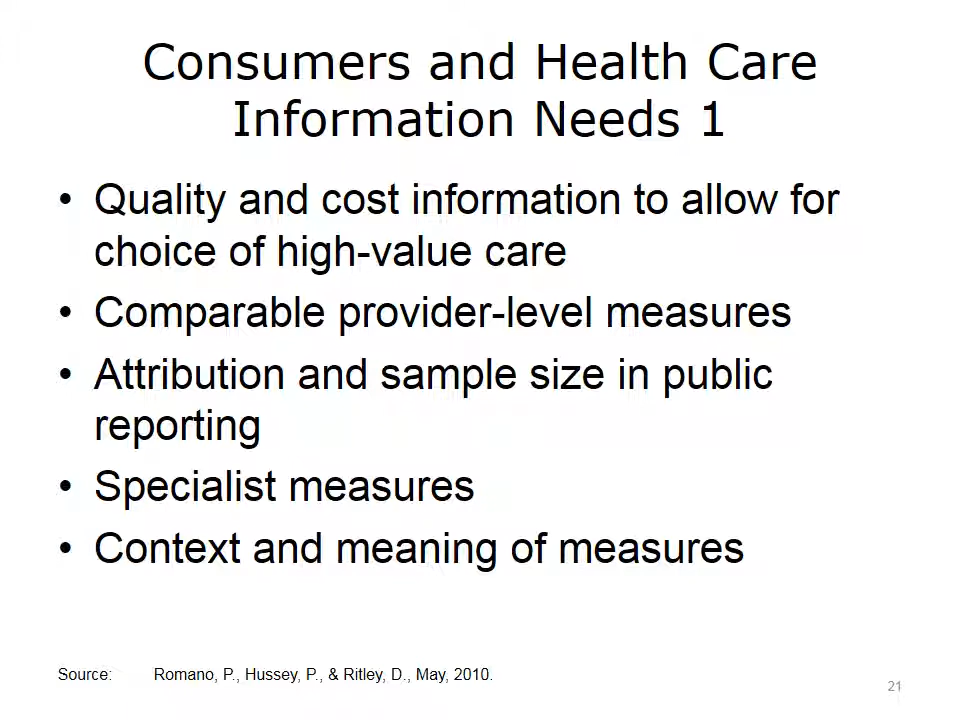 Consumers and Health Care
Information Needs 1
• Quality and cost information to allow for
choice of high-value care
• Comparable provider-level measures
• Attribution and sample size in public
reporting
• Specialist measures
• Context and meaning of measures
Source: Romano, P., Hussey, P., & Ritley, D., May, 2010.
21